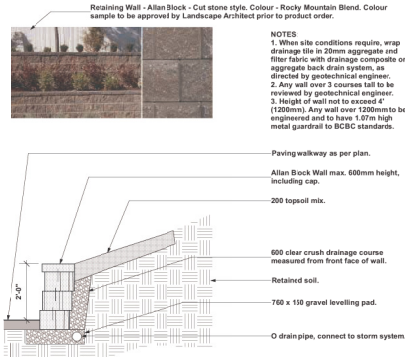 Retaining Wall - Allan Block - Cut stone style. Colour - Rocky Mountain Blend. Colour
sample to be approved by Landscape Architect prior to product order.
NOTES
1. When site conditions require, wrap
drainage tile in 20mm aggregate and
filter fabric with drainage composite or
aggregate back drain system, as
directed by geotechnical engineer.
2. Any wall over 3 courses tall to be
reviewed by geotechnical engineer.
3. Height of wall not to exceed 4'
(1200mm). Any wall over 1200mm to be
engineered and to have 1.07m high
metal guardrail to BCBC standards.
Paving walkway as per plan.
Allan Block Wall max. 600mm height,
including cap.
200 topsoil mix.
600 clear crush drainage course
measured from front face of wall.
Retained soil.
2'-0"
760 x 150 gravel levelling pad.
O drain pipe, connect to storm system